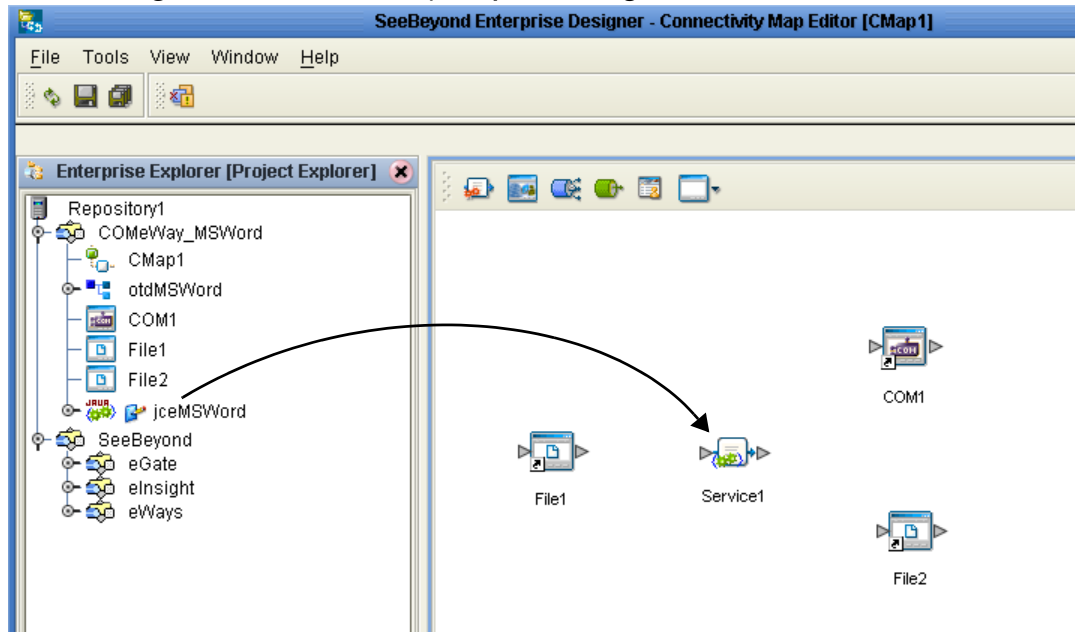 SeeBeyond Enterprise Designer - Connectivity Map Editor [CMap1]
File Tools View Window Help
Enterprise Explorer [Project Explorer]
Repository1
COMeWay_MSWord
CMap1
otdMSWord
COM1
File1
File2
JAVA jceMSWord
SeeBeyond
eGate
eInsight
eWays
COM1
File1
Service1
File2